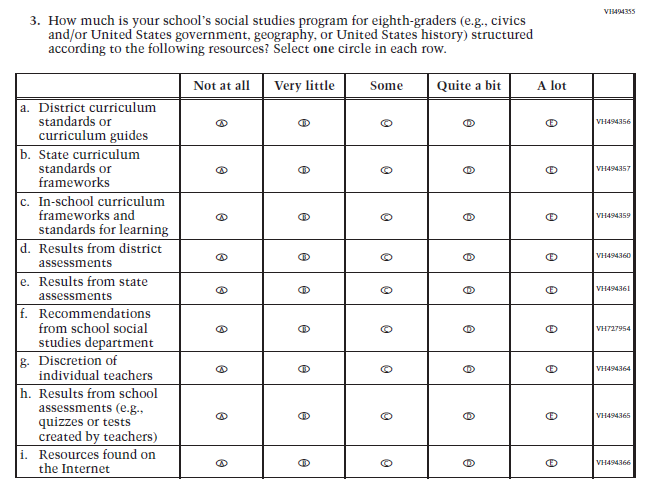 VH494355
3. How much is your school's social studies program for eighth-graders (e.g., civics
and/or United States government, geography, or United States history) structured
according to the following resources? Select one circle in each row.
Not at all Very little Some Quite a bit A lot
a. District curriculum
standards or
curriculum guides
A B C D E VH494356
b. State curriculum
standards or
frameworks
A B C D E VH494357
c. In-school curriculum
frameworks and
standards for learning
A B C D E VH494359
d. Results from district
assessments
A B C D E VH494360
e. Results from state
assessments
A B C D E VH494361
f. Recommendations
from school social
studies department
A B C D E VH727954
g. Discretion of
individual teachers
A B C D E VH494364
h. Results from school
assessments (e.g.,
quizzes or tests
created by teachers)
A B C D E VH494365
i. Resources found on
the Internet
A B C D E VH494366